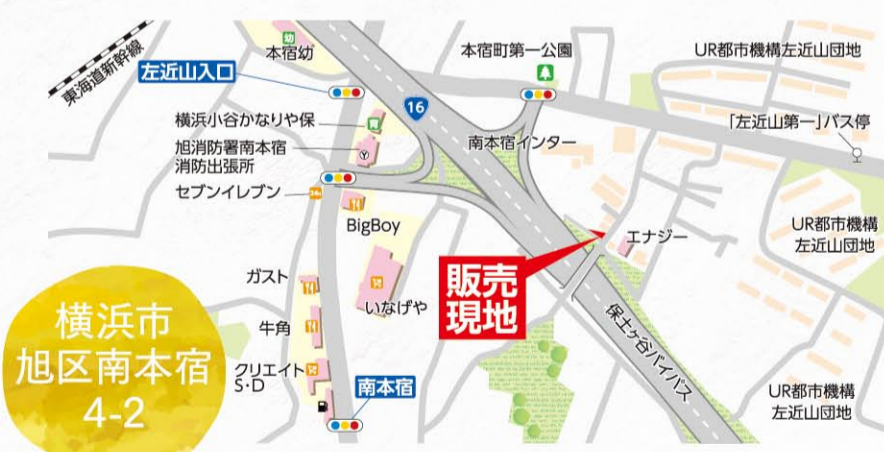 東海道新幹線
本宿幼
幼
左近山入口
本宿町第一公園
UR都市機構左近山団地
16
横浜小谷かなりや保
旭消防署南本宿
消防出張所
南本宿インター
「左近山第一」バス停
セブンイレブン
BigBoy
エナジー
UR都市機構
左近山団地
ガスト
いなげや
販売
現地
牛角
保土ヶ谷バイパス
クリエイト
S・D
南本宿
UR都市機構
左近山団地
横浜市
旭区南本宿
4-2